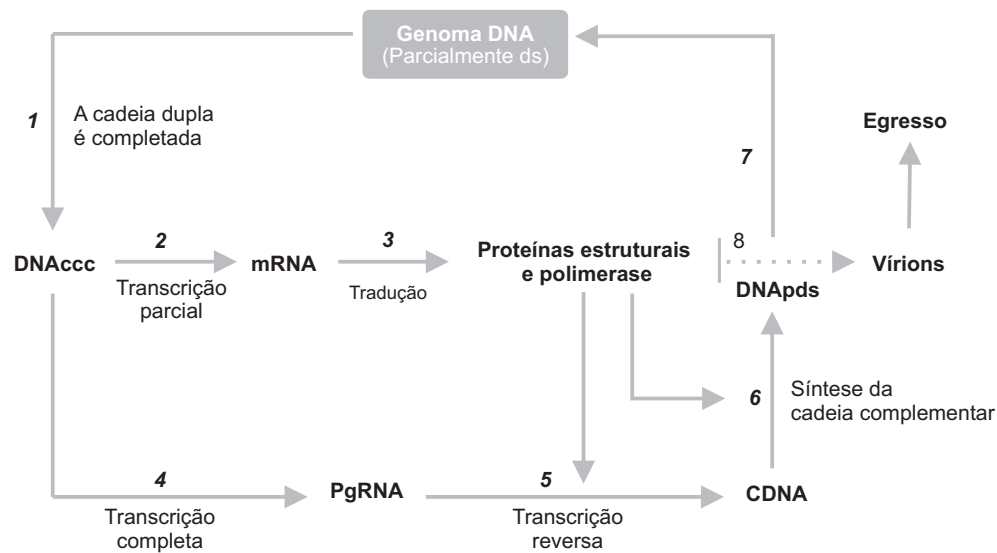 Genoma DNA
(Parcialmente ds)
1
A cadeia dupla
é completada
Egresso
7
DNAccc
2
Transcrição
parcial
mRNA
3
Tradução
Proteínas estruturais
e polimerase
8
DNApds
Vírions
6
Síntese da
cadeia complementar
4
Transcrição
completa
PgRNA
5
Transcrição
reversa
CDNA